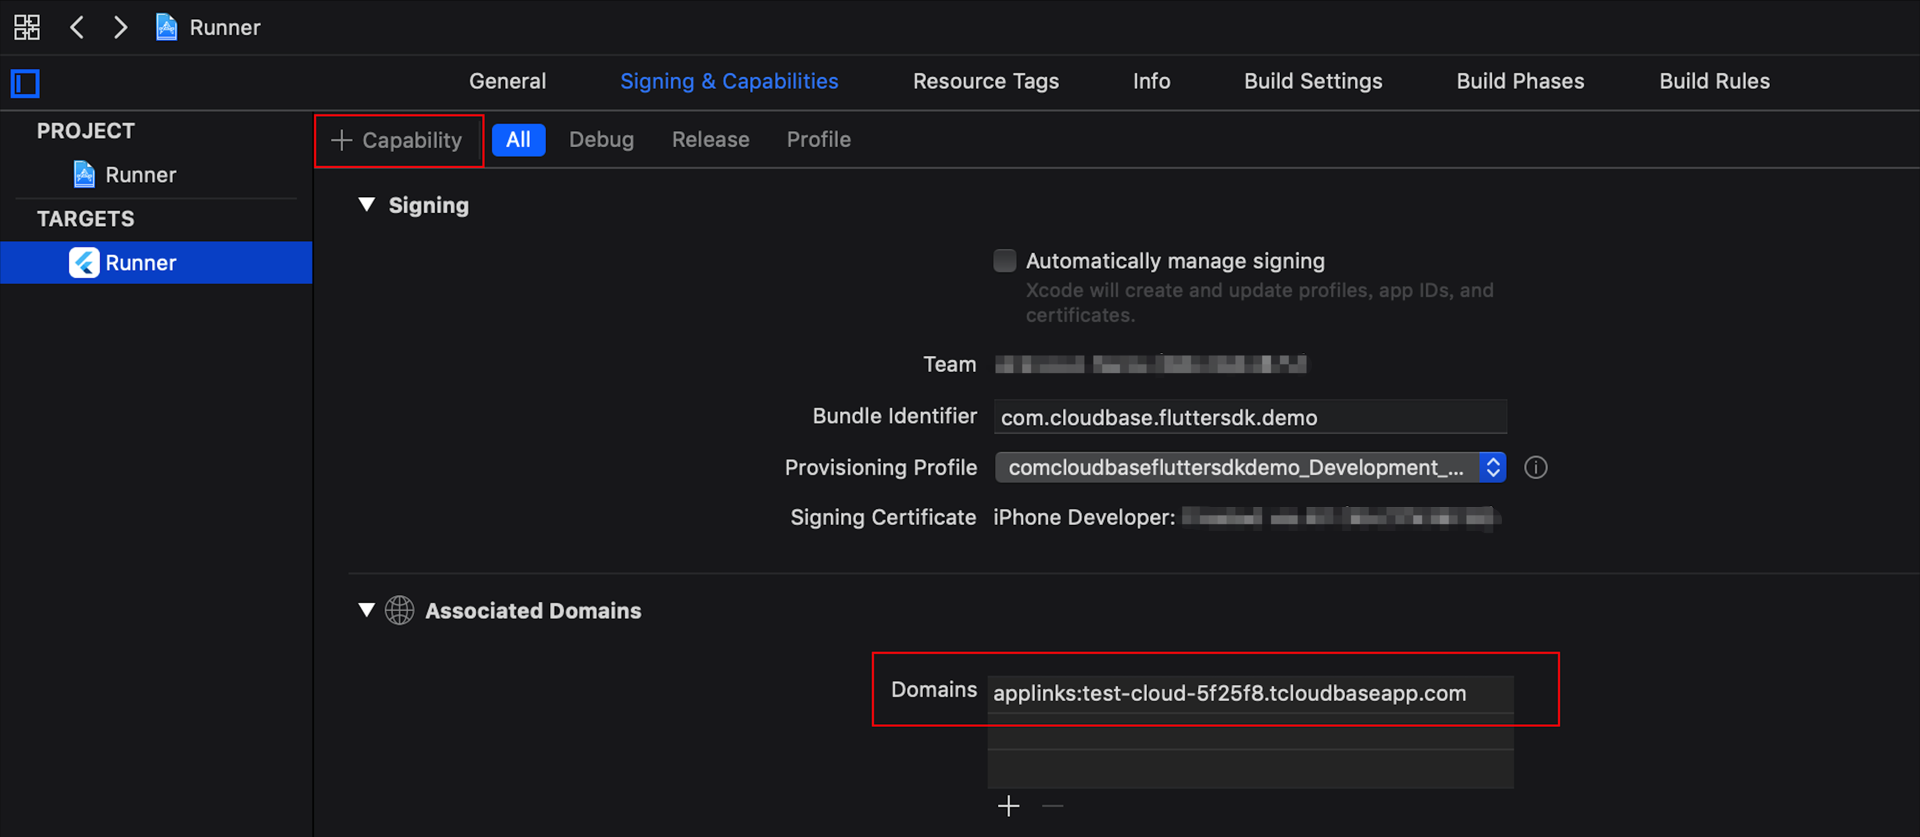 Runner
General Signing & Capabilities Resource Tags Info Build Settings Build Phases Build Rules
PROJECT
Runner
TARGETS
Runner
+ Capability All Debug Release Profile
Signing
Automatically manage signing
Xcode will create and update profiles, app IDs, and
certificates.
Team
Bundle Identifier com.cloudbase.fluttersdk.demo
Provisioning Profile comcloudbasefluttersdkdemo_Development_...
Signing Certificate iPhone Developer:
Associated Domains
Domains applinks:test-cloud-5f25f8.tcloudbaseapp.com